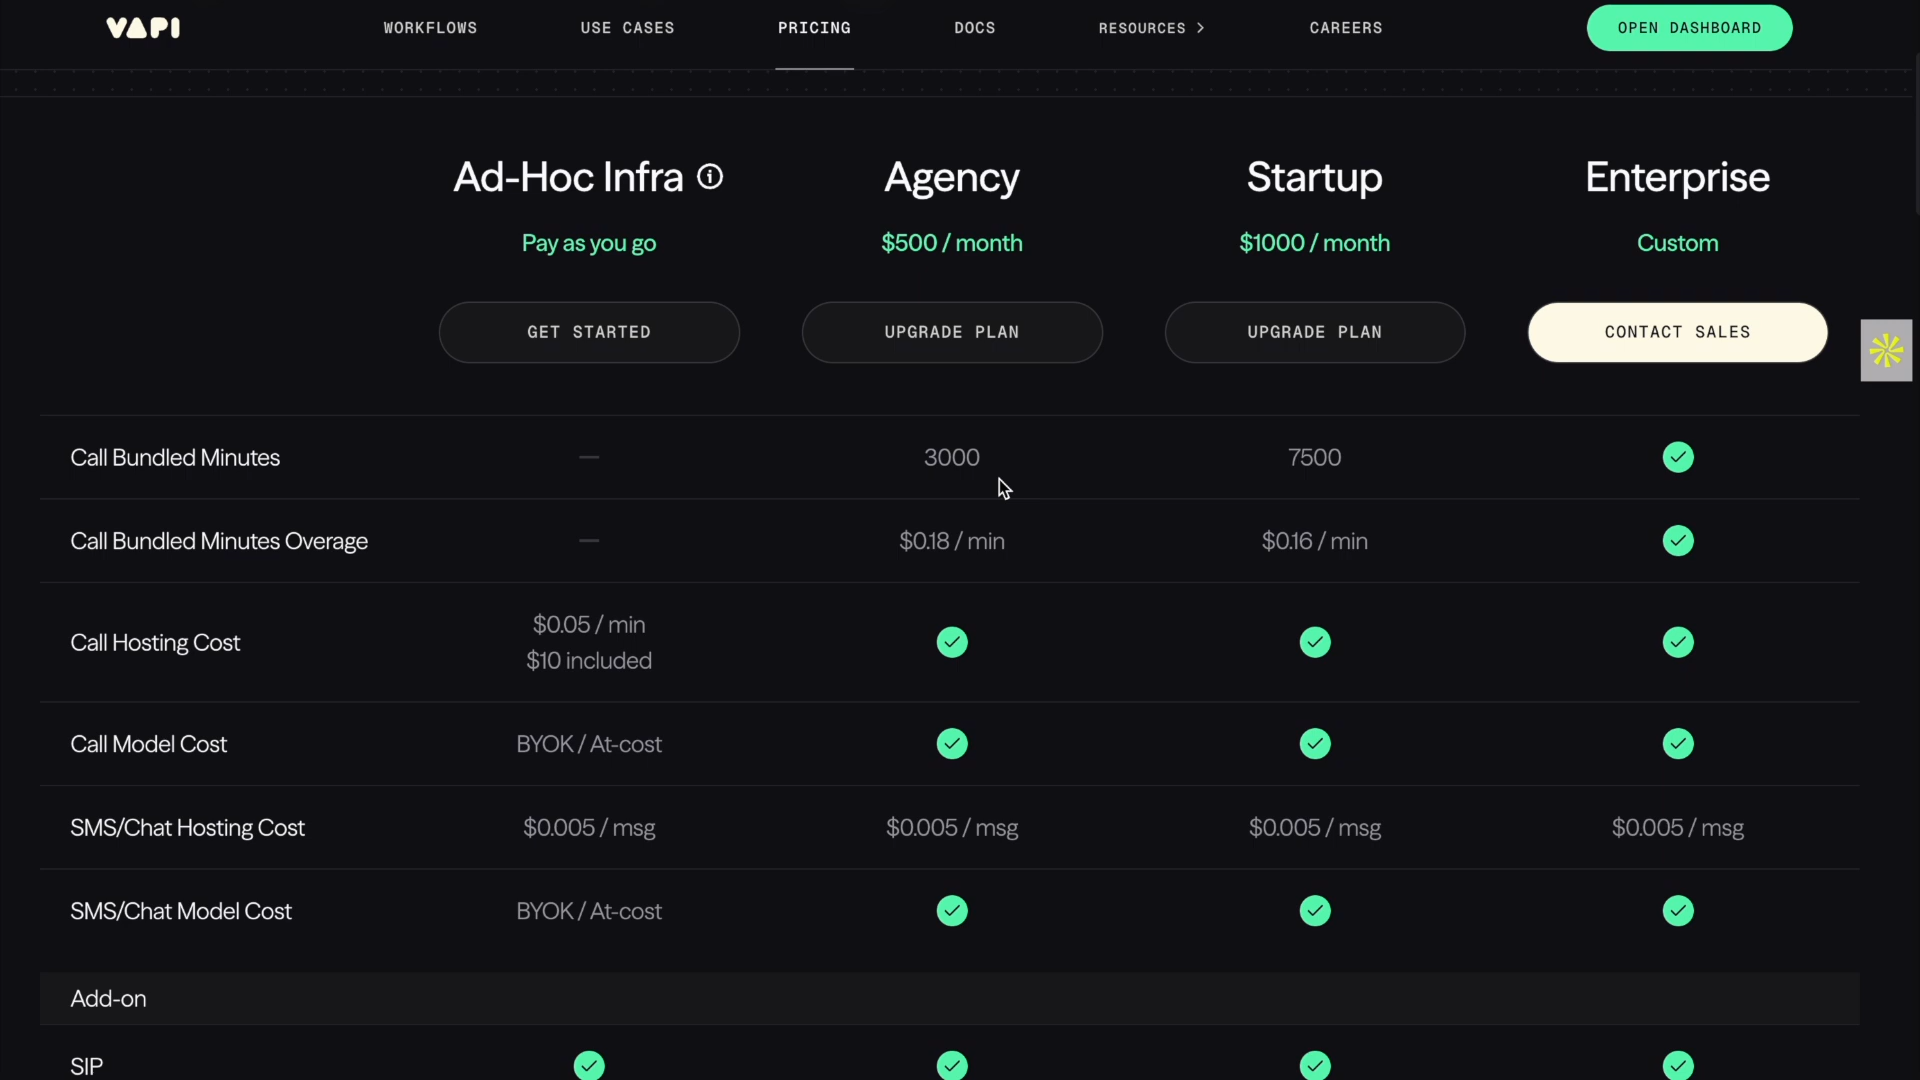 VAPI
WORKFLOWS
USE CASES
PRICING
DOCS
RESOURCES >
CAREERS
OPEN DASHBOARD
Ad-Hoc Infra
Agency
Startup
Enterprise
Pay as you go
$500 / month
$1000 / month
Custom
GET STARTED
UPGRADE PLAN
UPGRADE PLAN
CONTACT SALES
Call Bundled Minutes
—
3000
7500
Call Bundled Minutes Overage
—
$0.18 / min
$0.16 / min
Call Hosting Cost
$0.05 / min
$10 included
Call Model Cost
BYOK / At-cost
SMS/Chat Hosting Cost
$0.005 / msg
$0.005 / msg
$0.005 / msg
$0.005 / msg
SMS/Chat Model Cost
BYOK / At-cost
Add-on
SIP